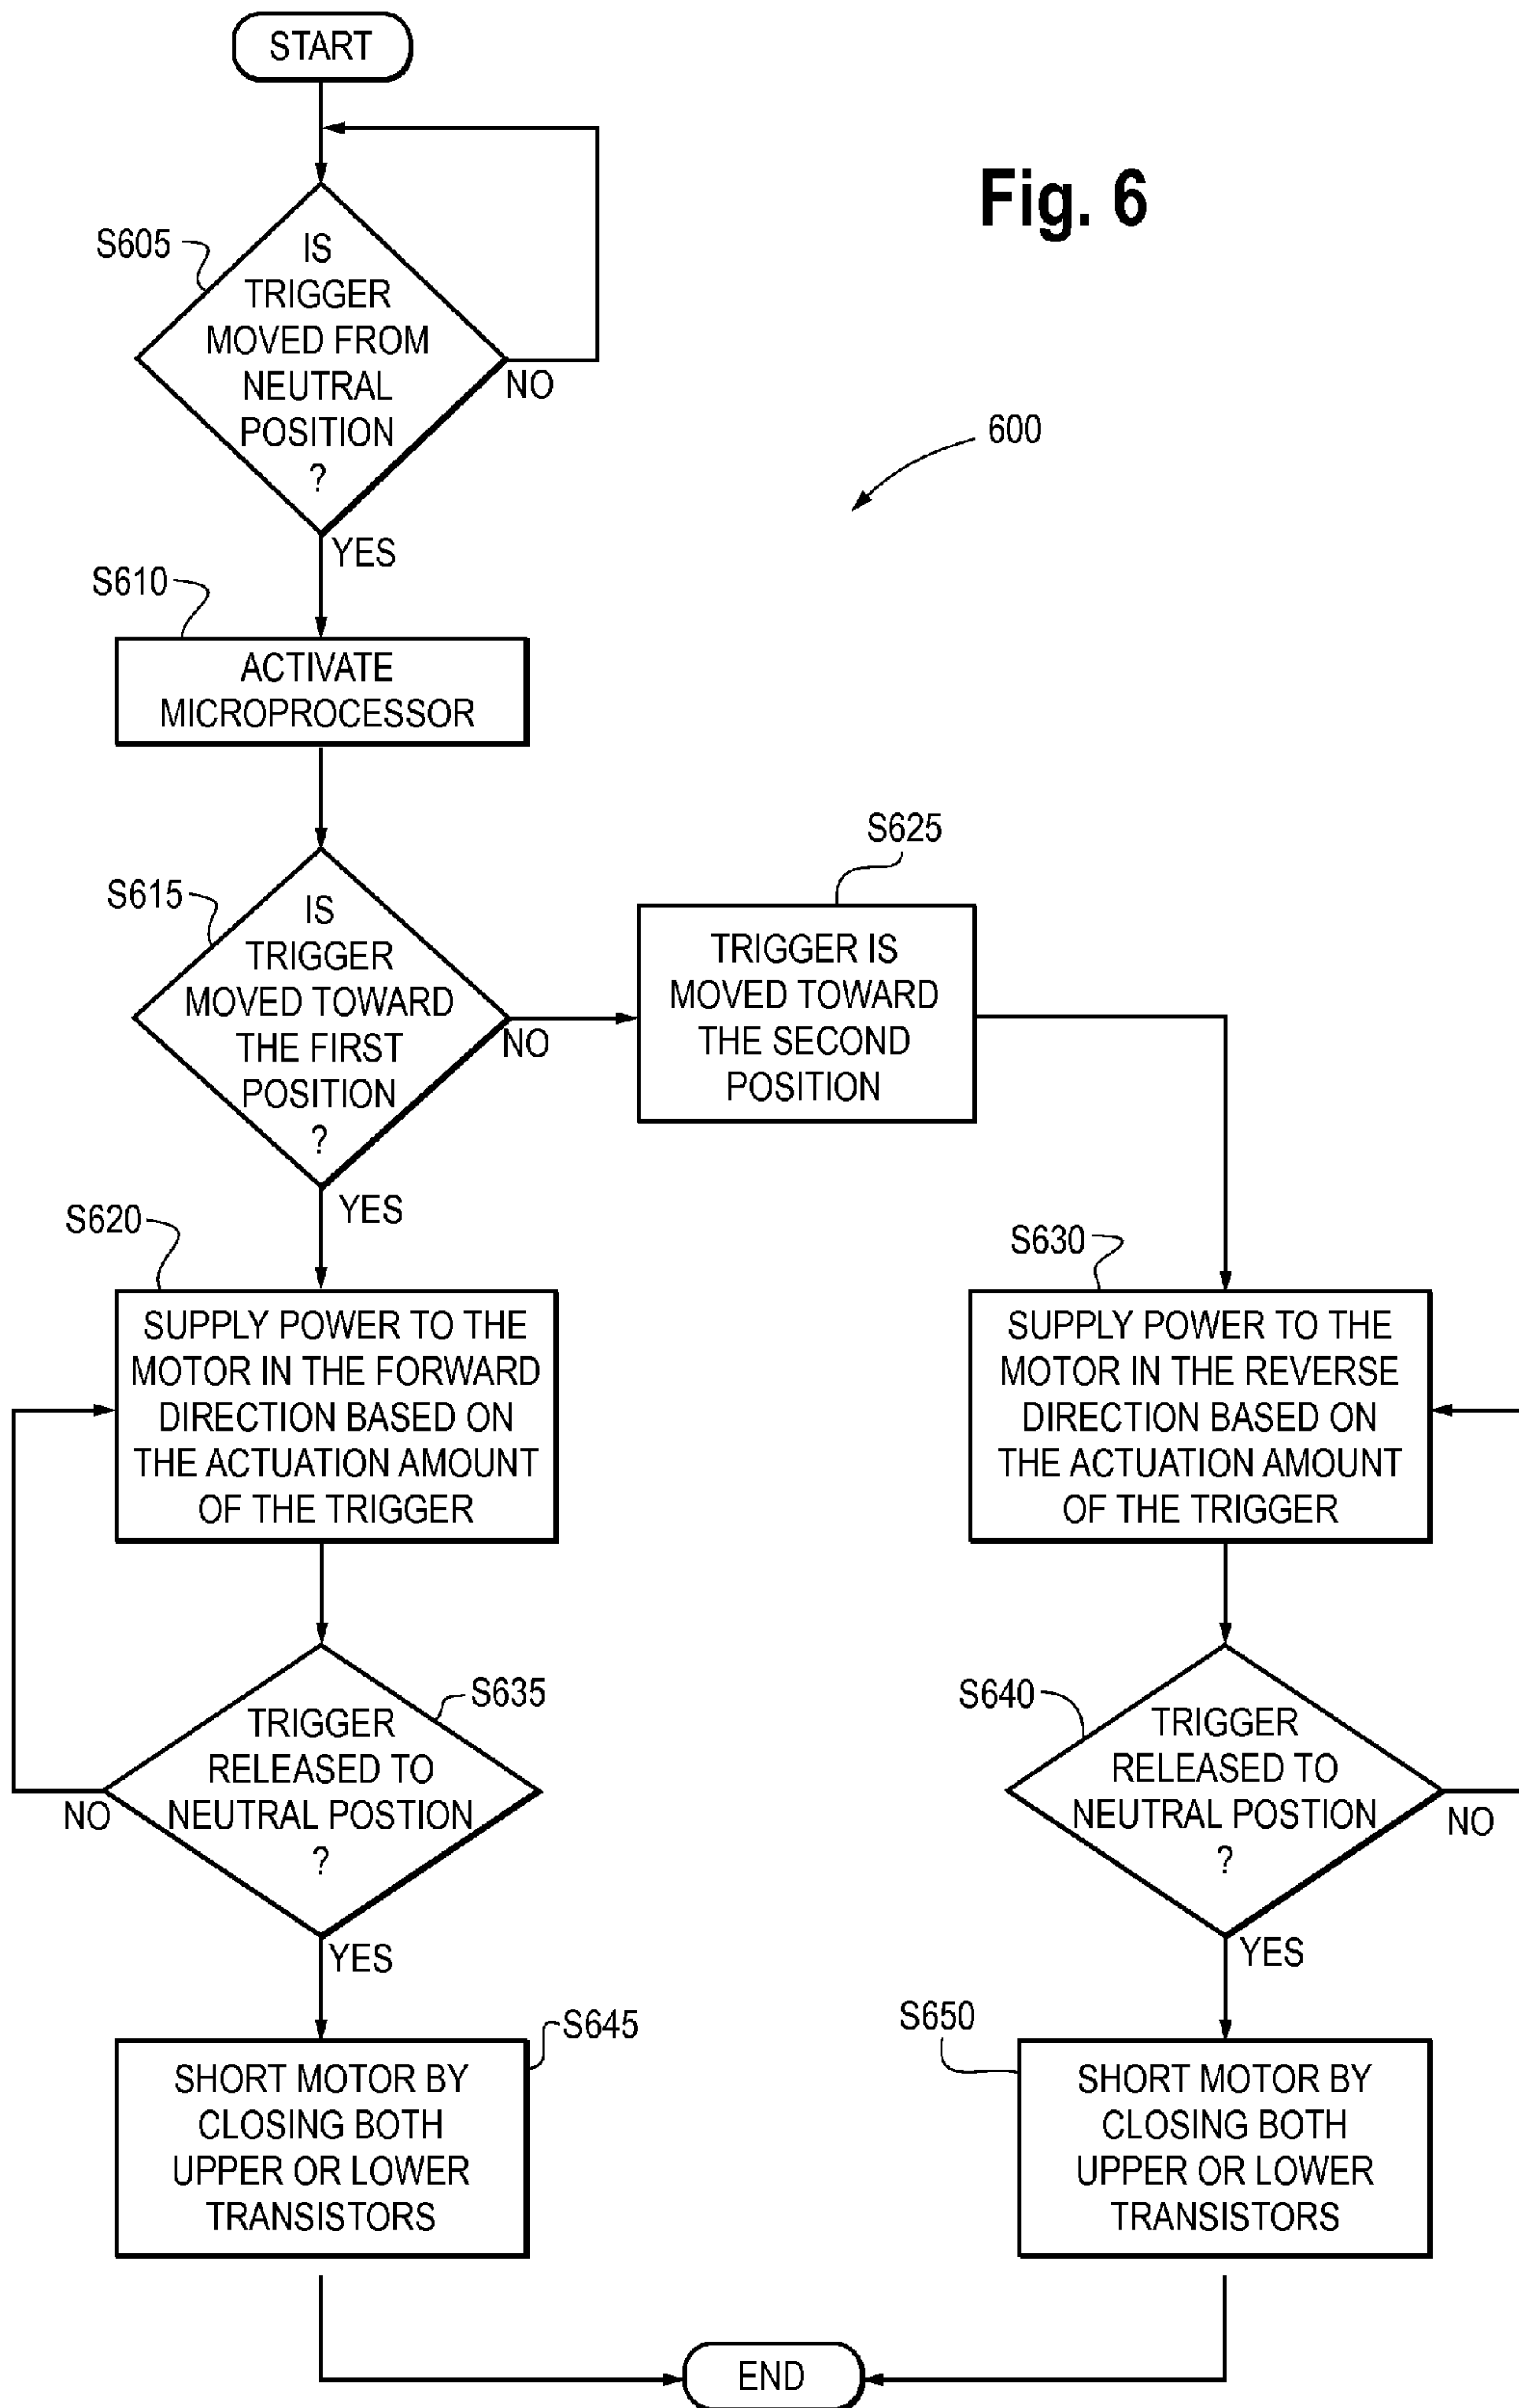 START
Fig. 6
S605
IS
TRIGGER
MOVED FROM
NEUTRAL
POSITION
?
NO
600
YES
S610
ACTIVATE
MICROPROCESSOR
S615
IS
TRIGGER
MOVED TOWARD
THE FIRST
POSITION
?
NO
YES
S625
TRIGGER IS
MOVED TOWARD
THE SECOND
POSITION
S620
SUPPLY POWER TO THE
MOTOR IN THE FORWARD
DIRECTION BASED ON
THE ACTUATION AMOUNT
OF THE TRIGGER
S630
SUPPLY POWER TO THE
MOTOR IN THE REVERSE
DIRECTION BASED ON
THE ACTUATION AMOUNT
OF THE TRIGGER
S635
TRIGGER
RELEASED TO
NEUTRAL POSTION
?
NO
YES
S640
TRIGGER
RELEASED TO
NEUTRAL POSTION
?
NO
YES
S645
SHORT MOTOR BY
CLOSING BOTH
UPPER OR LOWER
TRANSISTORS
S650
SHORT MOTOR BY
CLOSING BOTH
UPPER OR LOWER
TRANSISTORS
END